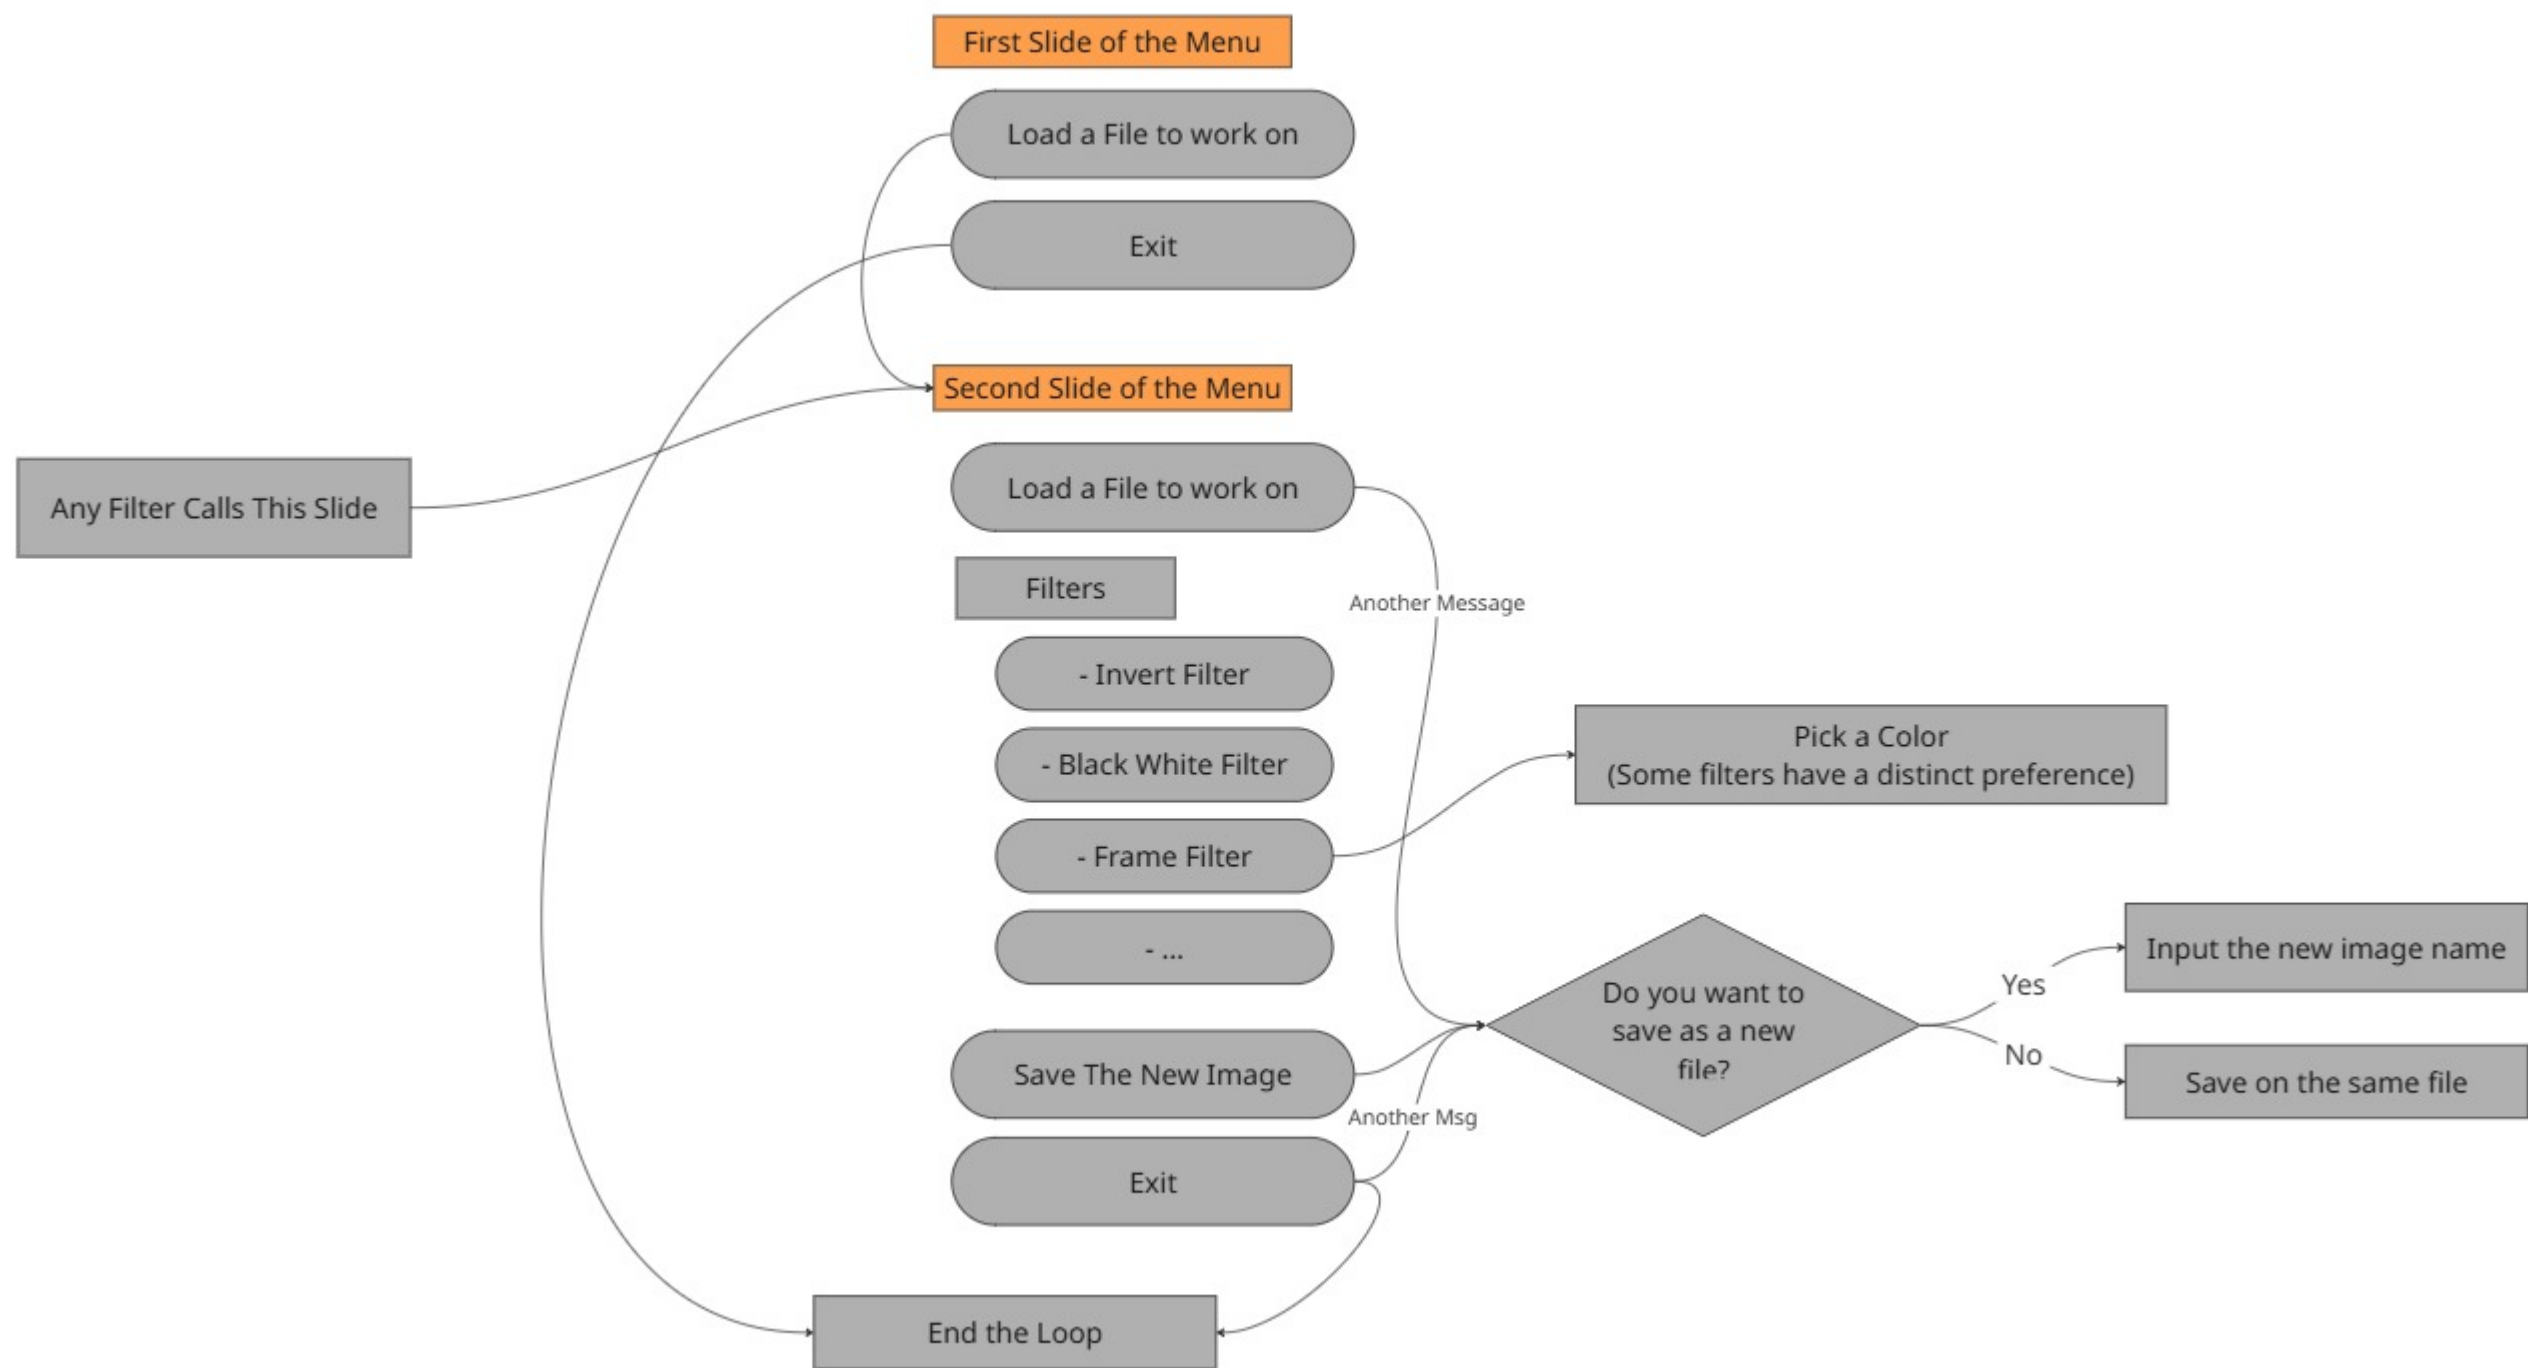 First Slide of the Menu
Load a File to work on
Exit
Second Slide of the Menu
Any Filter Calls This Slide
Load a File to work on
Filters
Another Message
- Invert Filter
- Black White Filter
- Frame Filter
- ...
Pick a Color
(Some filters have a distinct preference)
Do you want to
save as a new
file?
Yes
Input the new image name
No
Save on the same file
Save The New Image
Another Msg
Exit
End the Loop